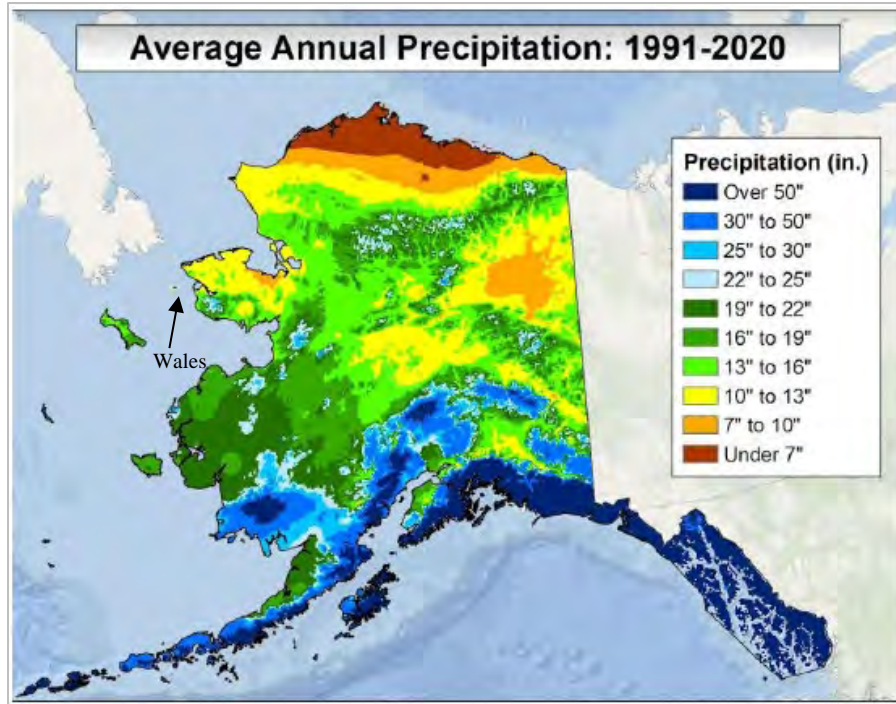 Average Annual Precipitation: 1991-2020
Precipitation (in.)
Over 50"
30" to 50"
25" to 30"
22" to 25"
19" to 22"
16" to 19"
13" to 16"
10" to 13"
7" to 10"
Under 7"
Wales